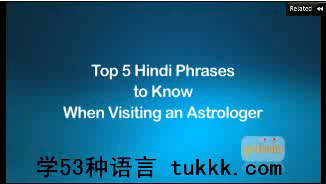 Related
Top 5 Hindi Phrases
to Know
When Visiting an Astrologer
学53种语言 tukkk.com